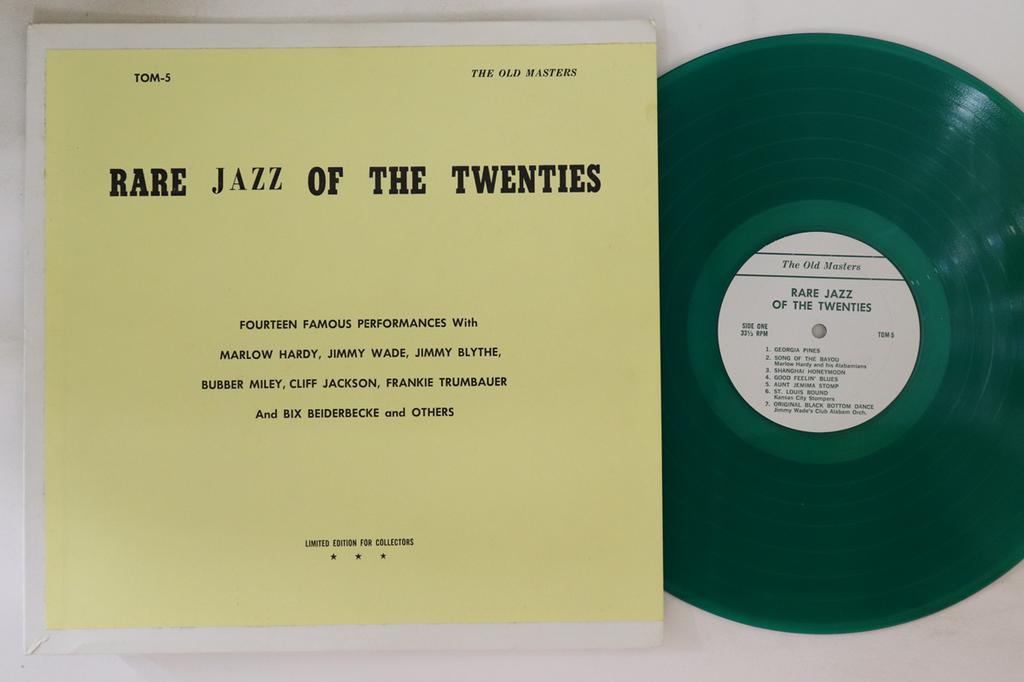 TOM-5
THE OLD MASTERS
RARE JAZZ OF THE TWENTIES
FOURTEEN FAMOUS PERFORMANCES With
MARLOW HARDY, JIMMY WADE, JIMMY BLYTHE,
BUBBER MILEY, CLIFF JACKSON, FRANKIE TRUMBAUER
And BIX BEIDERBECKE and OTHERS
LIMITED EDITION FOR COLLECTORS
★ ★ ★
The Old Masters
RARE JAZZ
OF THE TWENTIES
SIDE ONE
33⅓ RPM
TOM-5
1. GEORGIA PINES
2. SONG OF THE BAYOU
Marlow Hardy and his Alabamians
3. SHANGHAI HONEYMOON
4. GOOD FEELIN' BLUES
5. AUNT JEMIMA STOMP
6. ST. LOUIS BOUND
Kansas City Stompers
7. ORIGINAL BLACK BOTTOM DANCE
Jimmy Wade's Club Alabam Orch.